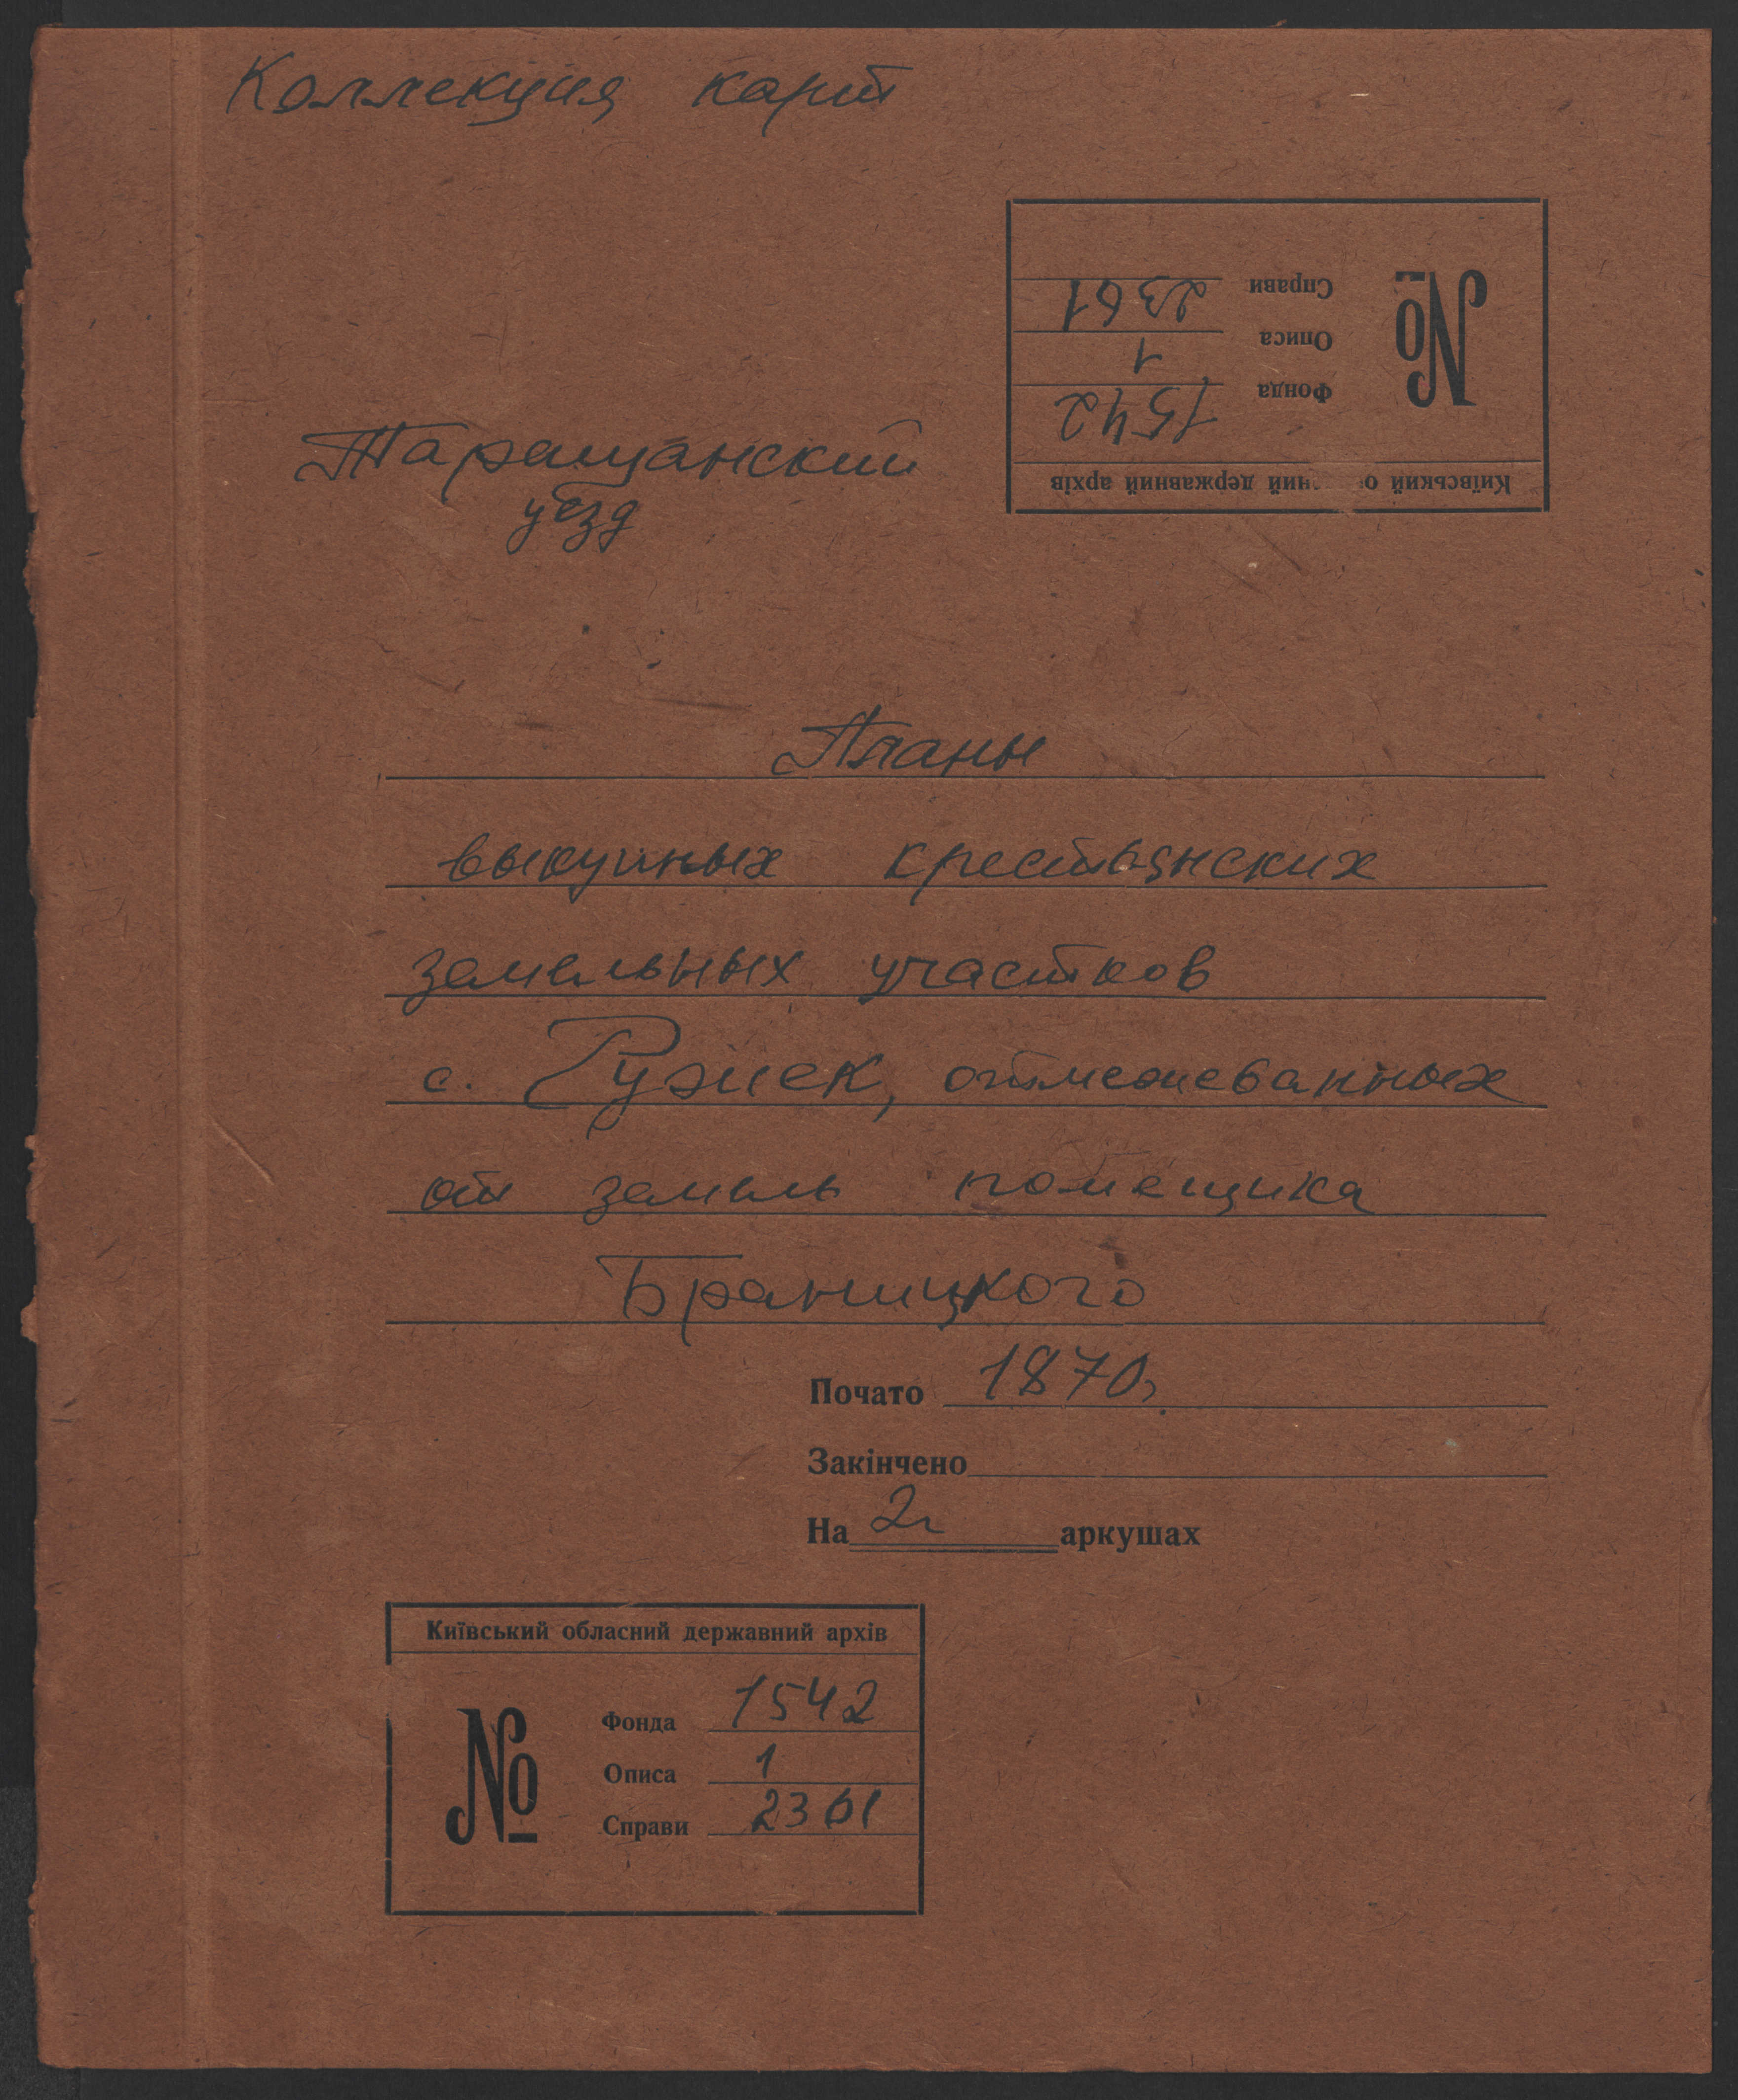 Коллекция карт
Справи 2361
Описа 1
Фонда 1542
№
Київський державний архів
Таращанский
уезд
Планы
выкупных крестьянских
земельных участков
с. Ружек, отмежеванных
от земель помещика
Браницкого
Почато 1870
Закінчено
На 2 аркушах
Київський обласний державний архів
№
Фонда 1542
Описа 1
Справи 2361